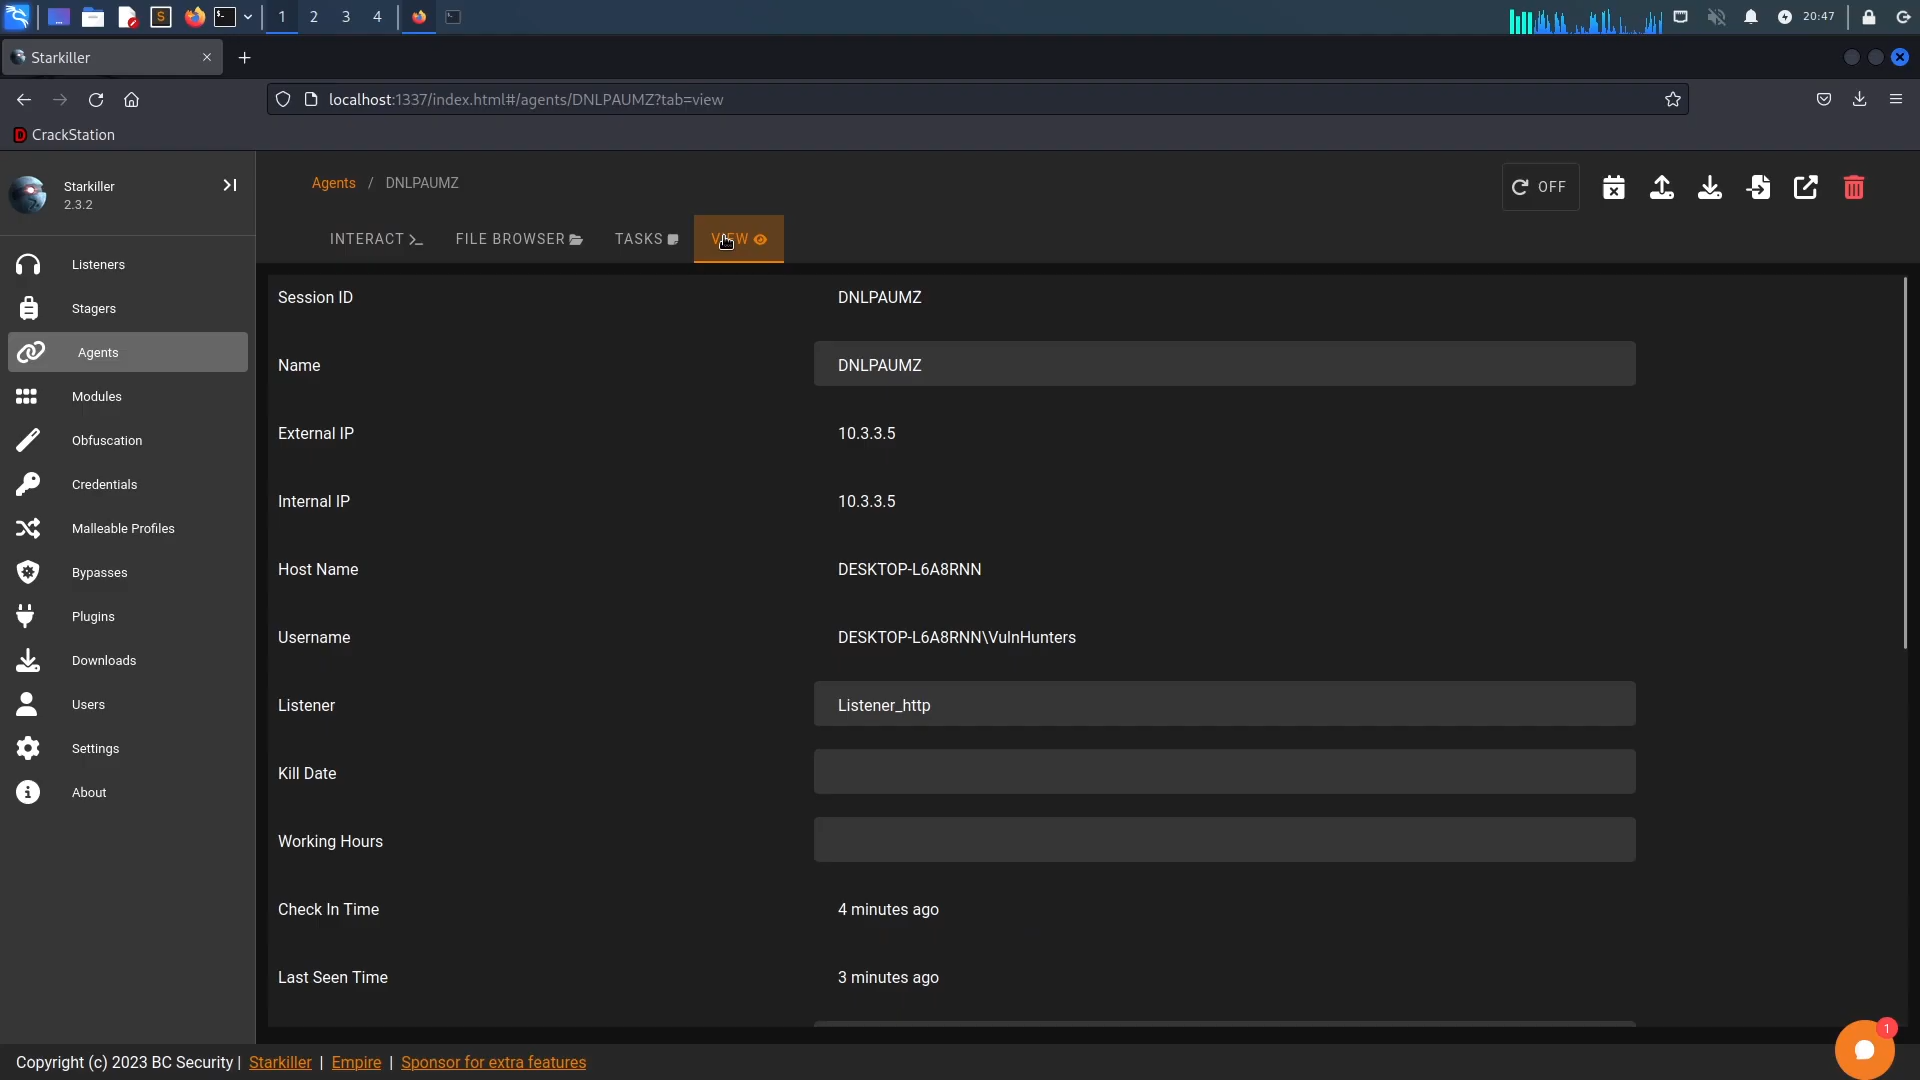 1 2 3 4 20:47
Starkiller
localhost:1337/index.html#/agents/DNLPAUMZ?tab=view
CrackStation
Starkiller
2.3.2
Agents / DNLPAUMZ
OFF
INTERACT FILE BROWSER TASKS VIEW
Listeners
Stagers
Agents
Modules
Obfuscation
Credentials
Malleable Profiles
Bypasses
Plugins
Downloads
Users
Settings
About
Session ID DNLPAUMZ
Name DNLPAUMZ
External IP 10.3.3.5
Internal IP 10.3.3.5
Host Name DESKTOP-L6A8RNN
Username DESKTOP-L6A8RNN\VulnHunters
Listener Listener_http
Kill Date
Working Hours
Check In Time 4 minutes ago
Last Seen Time 3 minutes ago
1
Copyright (c) 2023 BC Security | Starkiller | Empire | Sponsor for extra features